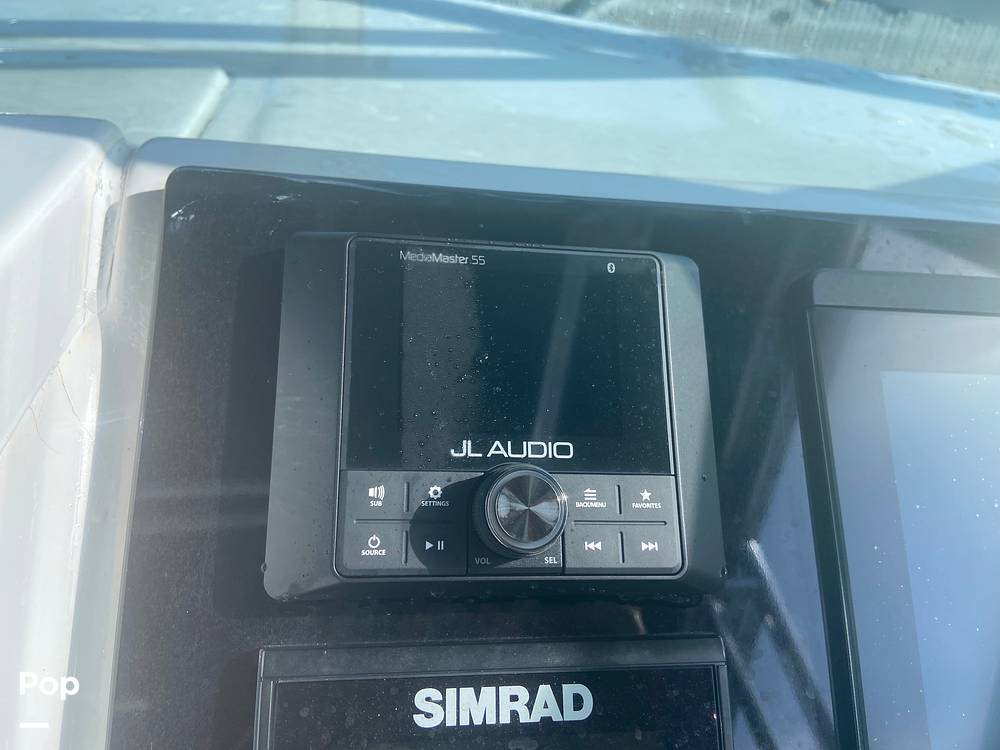 MediaMaster 55
JL AUDIO
SUB
SETTINGS
BACK/MENU
FAVORITES
SOURCE
VOL
SEL
SIMRAD
Pop